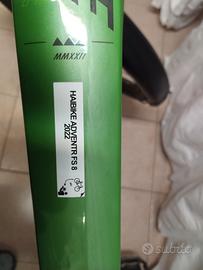 MMXXII
HAIBIKE ADVENTR FS 8
2022
subito